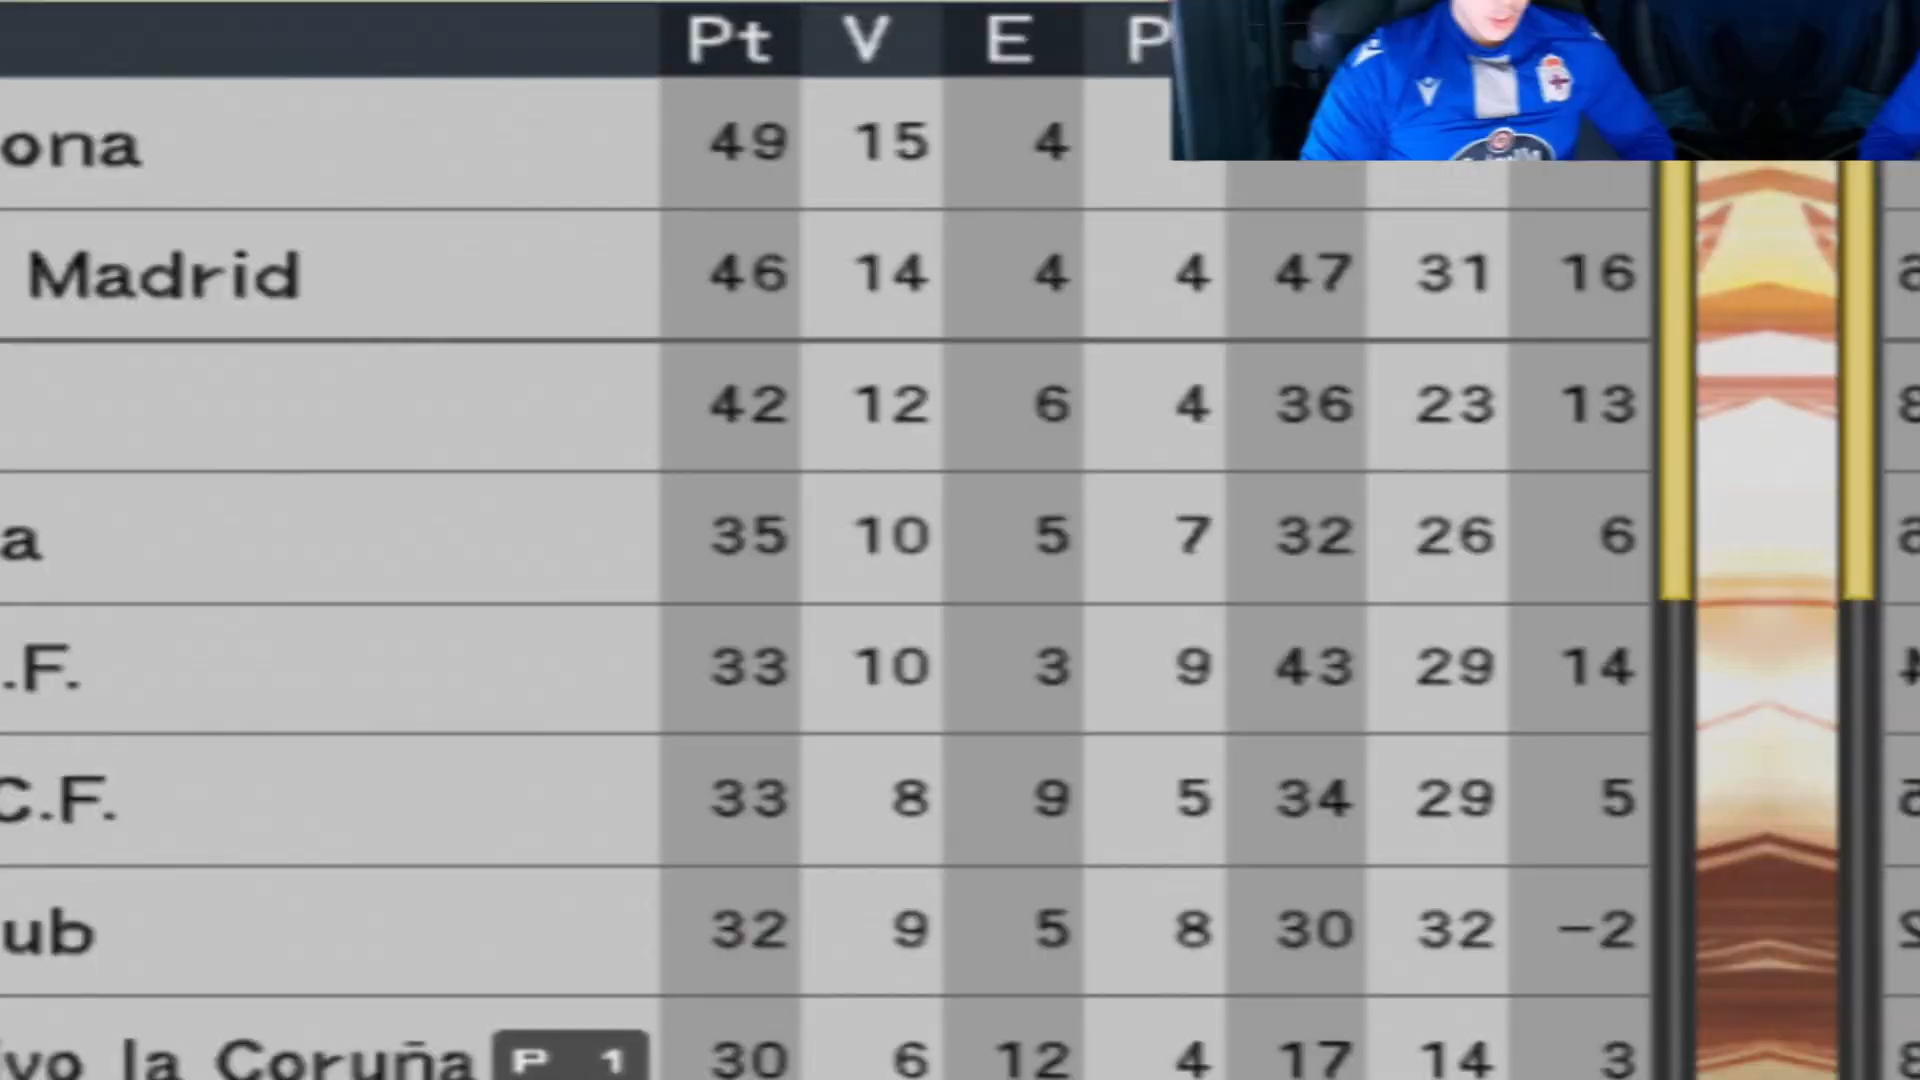 Pt V E P
ona 49 15 4
Madrid 46 14 4 4 47 31 16
42 12 6 4 36 23 13
a 35 10 5 7 32 26 6
.F. 33 10 3 9 43 29 14
C.F. 33 8 9 5 34 29 5
ub 32 9 5 8 30 32 -2
ivo la Coruña P 1 30 6 12 4 17 14 3